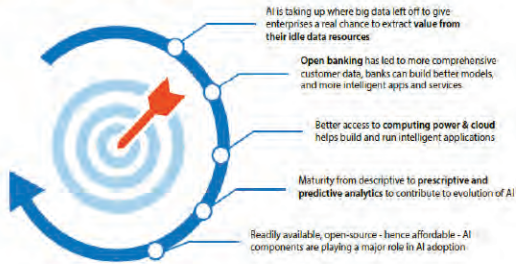 AI is taking up where big data left off to give
enterprises a real chance to extract value from
their idle data resources
Open banking has led to more comprehensive
customer data, banks can build better models,
and more intelligent apps and services
Better access to computing power & cloud
helps build and run intelligent applications
Maturity from descriptive to prescriptive and
predictive analytics to contribute to evolution of AI
Readily available, open-source - hence affordable - AI
components are playing a major role in AI adoption